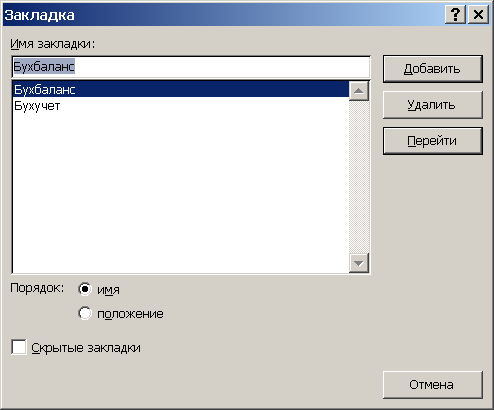 Закладка
Имя закладки:
Бухбаланс
Добавить
Бухбаланс
Бухучет
Удалить
Перейти
Порядок:
имя
положение
Скрытые закладки
Отмена